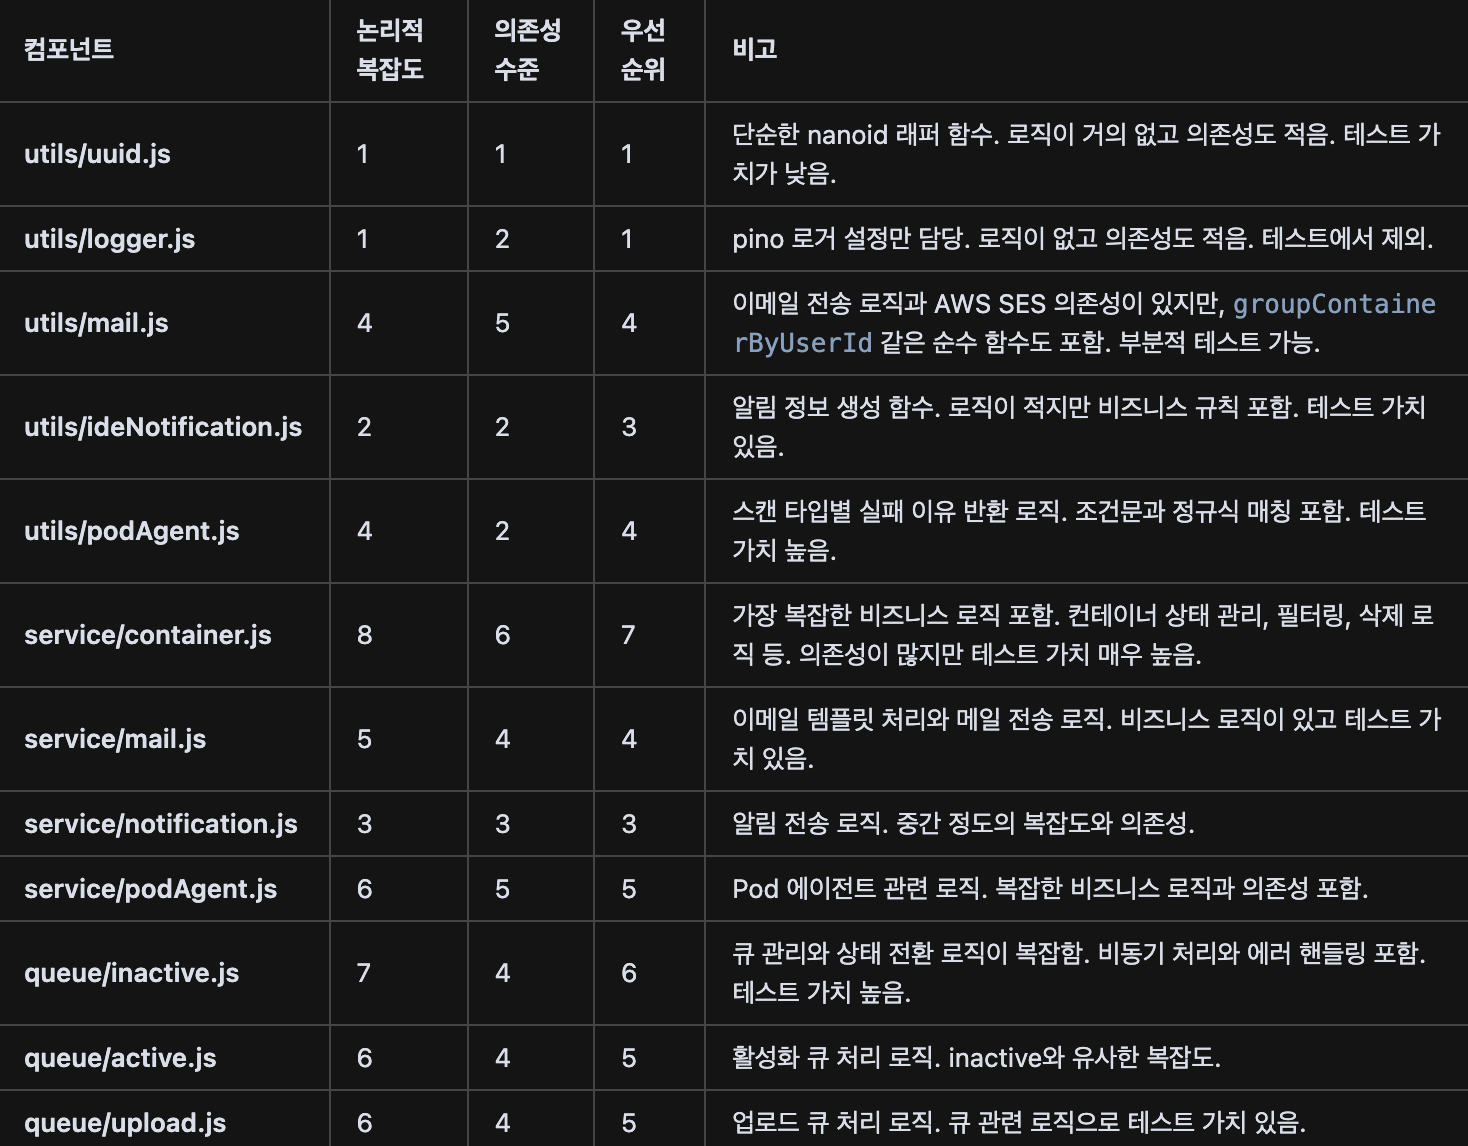 컴포넌트 논리적 복잡도 의존성 수준 우선 순위 비고
utils/uuid.js 1 1 1 단순한 nanoid 래퍼 함수. 로직이 거의 없고 의존성도 적음. 테스트 가
치가 낮음.
utils/logger.js 1 2 1 pino 로거 설정만 담당. 로직이 없고 의존성도 적음. 테스트에서 제외.
utils/mail.js 4 5 4 이메일 전송 로직과 AWS SES 의존성이 있지만, groupContaine
rByUserId 같은 순수 함수도 포함. 부분적 테스트 가능.
utils/ideNotification.js 2 2 3 알림 정보 생성 함수. 로직이 적지만 비즈니스 규칙 포함. 테스트 가치
있음.
utils/podAgent.js 4 2 4 스캔 타입별 실패 이유 반환 로직. 조건문과 정규식 매칭 포함. 테스트
가치 높음.
service/container.js 8 6 7 가장 복잡한 비즈니스 로직 포함. 컨테이너 상태 관리, 필터링, 삭제 로
직 등. 의존성이 많지만 테스트 가치 매우 높음.
service/mail.js 5 4 4 이메일 템플릿 처리와 메일 전송 로직. 비즈니스 로직이 있고 테스트 가
치 있음.
service/notification.js 3 3 3 알림 전송 로직. 중간 정도의 복잡도와 의존성.
service/podAgent.js 6 5 5 Pod 에이전트 관련 로직. 복잡한 비즈니스 로직과 의존성 포함.
queue/inactive.js 7 4 6 큐 관리와 상태 전환 로직이 복잡함. 비동기 처리와 에러 핸들링 포함.
테스트 가치 높음.
queue/active.js 6 4 5 활성화 큐 처리 로직. inactive와 유사한 복잡도.
queue/upload.js 6 4 5 업로드 큐 처리 로직. 큐 관련 로직으로 테스트 가치 있음.